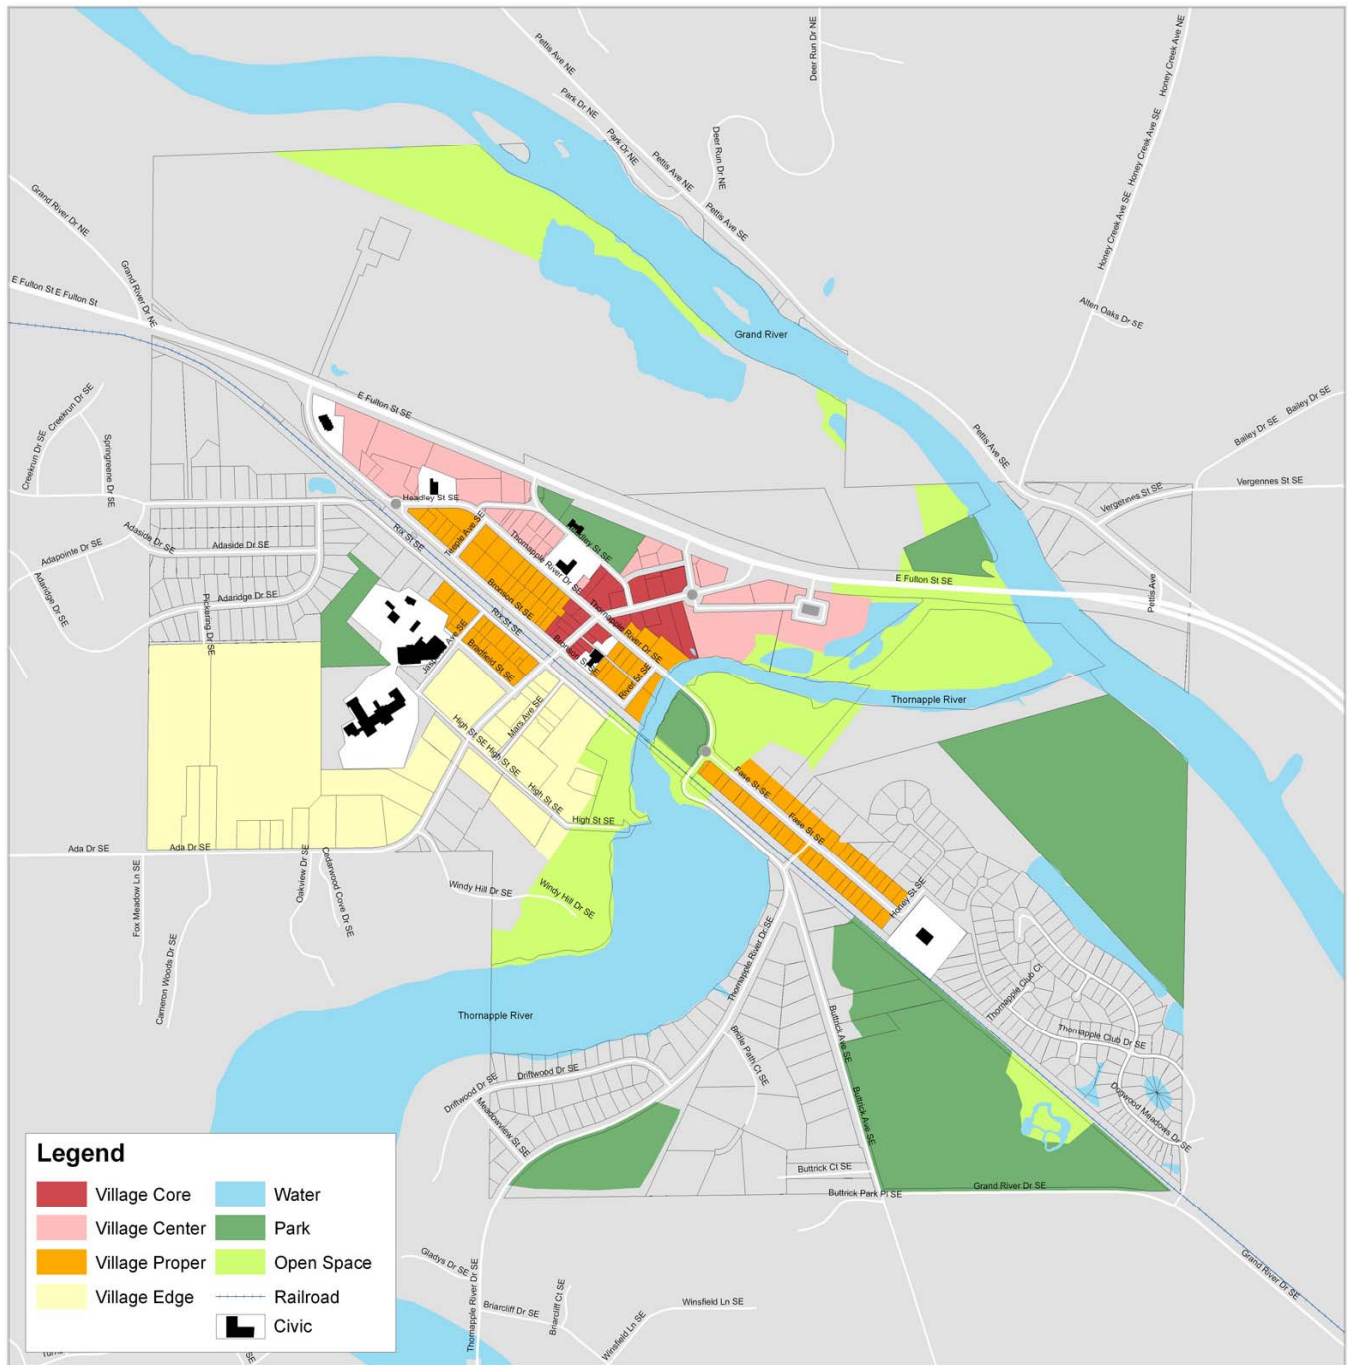 Pettis Ave NE
Deer Run Dr NE
Honey Creek Ave NE
Park Dr NE
Park Dr NE
Pettis Ave NE
Deer Run Dr NE
Honey Creek Ave SE
Grand River Dr NE
Pettis Ave SE
Honey Creek Ave SE
Grand River Dr NE
E Fulton St E Fulton St
Alten Oaks Dr SE
Grand River
E Fulton St SE
Creekrun Dr SE
Bailey Dr SE
Bailey Dr SE
Creekrun Dr SE
Springreene Dr SE
Pettis Ave SE
Vergennes St SE
Vergennes St SE
Headley St SE
Teeple Ave SE
Rix St SE
Headley St SE
Adaside Dr SE
Adaside Dr SE
Adapointe Dr SE
Thornapple River Dr SE
E Fulton St SE
Pettis Ave
Adaridge Dr SE
Adaridge Dr SE
Pickering Dr SE
Bronson St SE
Rix St SE
Thornapple River Dr SE
Bronson St SE
Bradfield St SE
River St SE
Thornapple River
Mars Ave SE
High St SE
High St SE
High St SE
High St SE
Fase St SE
Fase St SE
Ada Dr SE
Ada Dr SE
Fox Meadow Ln SE
Oakview Dr SE
Cedarwood Cove Dr SE
Windy Hill Dr SE
Windy Hill Dr SE
Honey St SE
Cameron Woods Dr SE
Thornapple River Dr SE
Thornapple Club Ct
Thornapple River
Buttrick Ave SE
Thornapple Club Dr SE
Bridle Path Ct SE
Driftwood Dr SE
Driftwood Dr SE
Meadowview St SE
Buttrick Ave SE
Dogwood Meadows Dr SE
Buttrick Ct SE
Buttrick Park Pl SE
Grand River Dr SE
Gladys Dr SE
Thornapple River Dr SE
Briarcliff Dr SE
Briarcliff Ct SE
Winsfield Ln SE
Winsfield Ln SE
Grand River Dr SE
Legend
Village Core
Water
Village Center
Park
Village Proper
Open Space
Village Edge
Railroad
Civic